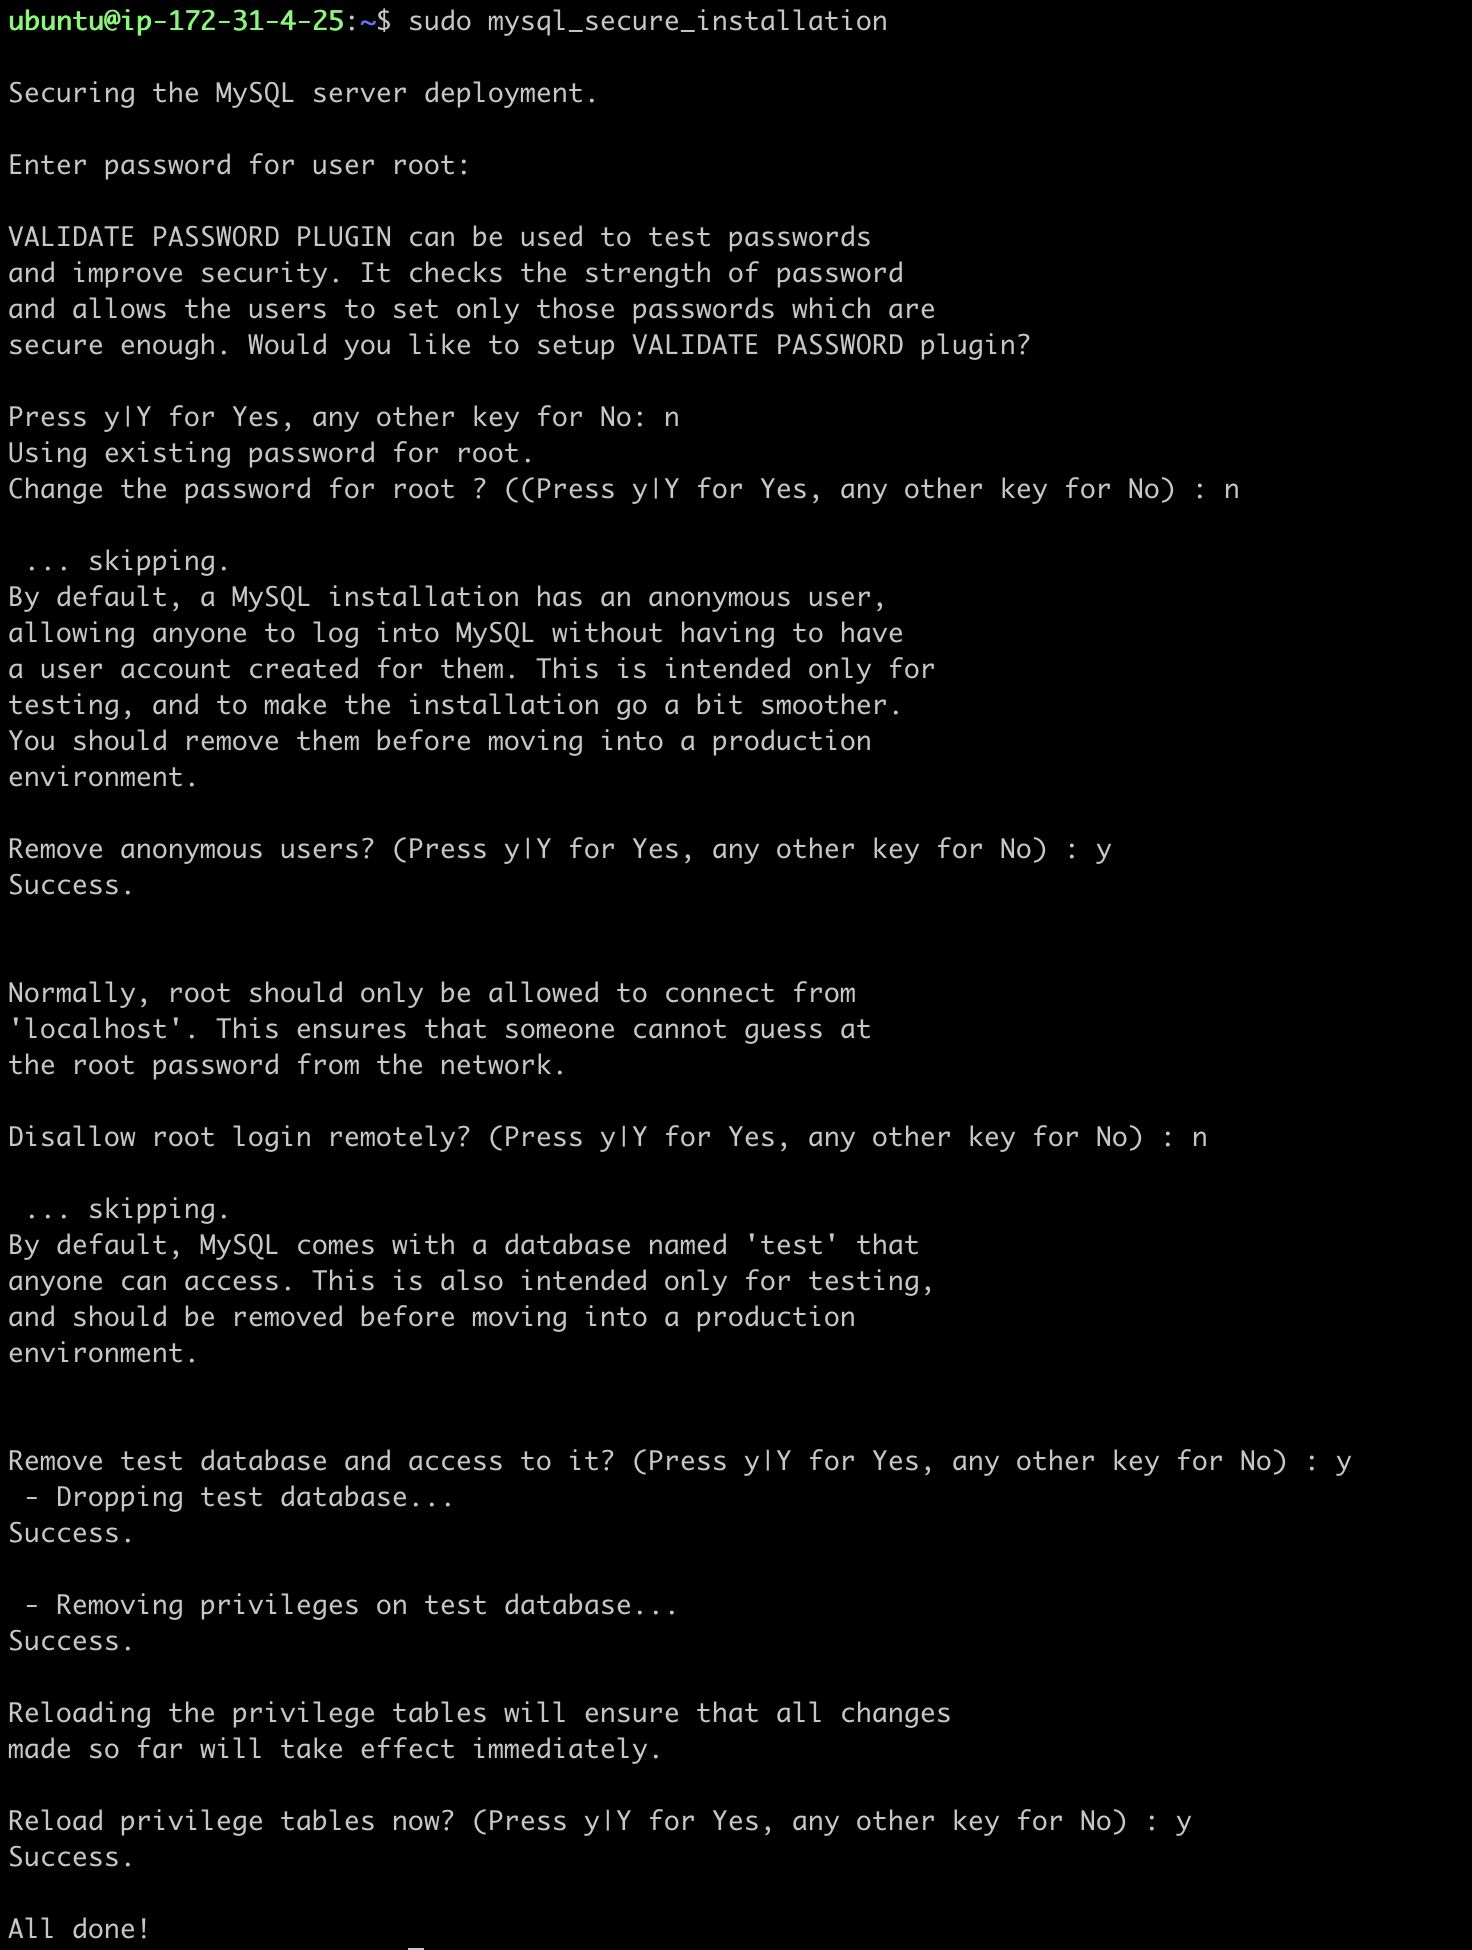 ubuntu@ip-172-31-4-25:~$ sudo mysql_secure_installation
Securing the MySQL server deployment.
Enter password for user root:
VALIDATE PASSWORD PLUGIN can be used to test passwords
and improve security. It checks the strength of password
and allows the users to set only those passwords which are
secure enough. Would you like to setup VALIDATE PASSWORD plugin?
Press y|Y for Yes, any other key for No: n
Using existing password for root.
Change the password for root ? ((Press y|Y for Yes, any other key for No) : n
... skipping.
By default, a MySQL installation has an anonymous user,
allowing anyone to log into MySQL without having to have
a user account created for them. This is intended only for
testing, and to make the installation go a bit smoother.
You should remove them before moving into a production
environment.
Remove anonymous users? (Press y|Y for Yes, any other key for No) : y
Success.
Normally, root should only be allowed to connect from
'localhost'. This ensures that someone cannot guess at
the root password from the network.
Disallow root login remotely? (Press y|Y for Yes, any other key for No) : n
... skipping.
By default, MySQL comes with a database named 'test' that
anyone can access. This is also intended only for testing,
and should be removed before moving into a production
environment.
Remove test database and access to it? (Press y|Y for Yes, any other key for No) : y
- Dropping test database...
Success.
- Removing privileges on test database...
Success.
Reloading the privilege tables will ensure that all changes
made so far will take effect immediately.
Reload privilege tables now? (Press y|Y for Yes, any other key for No) : y
Success.
All done!